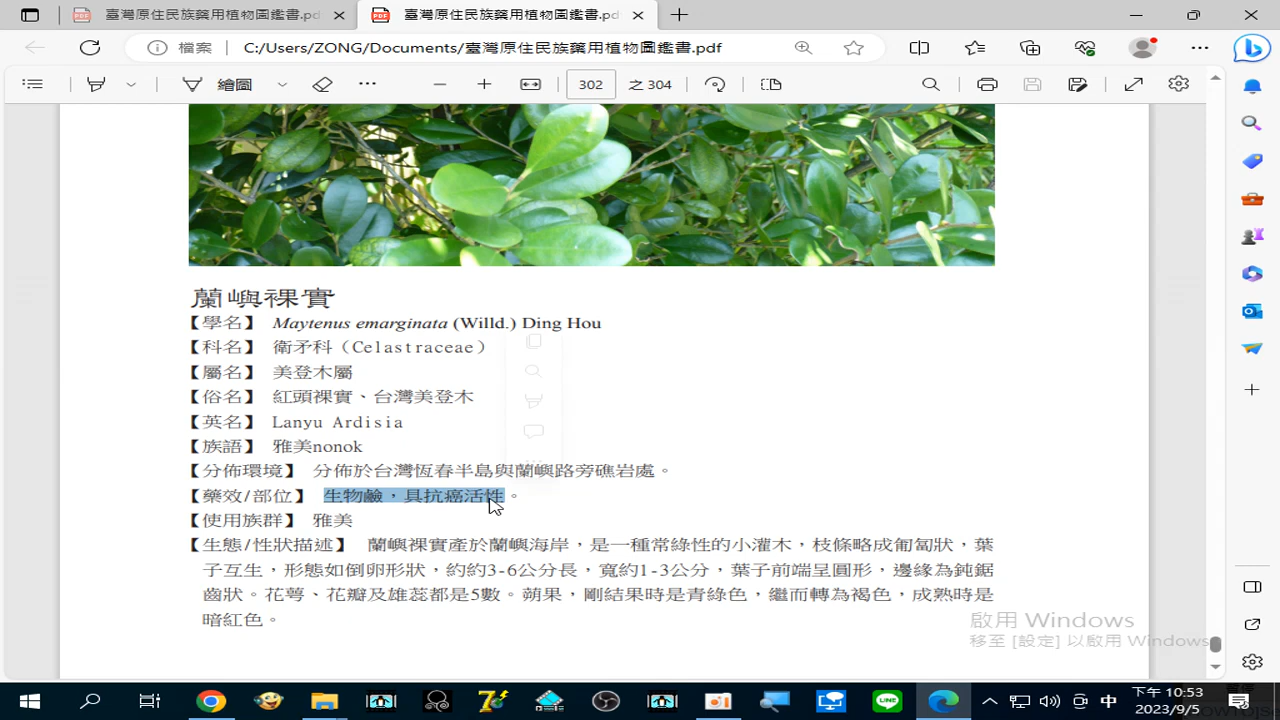 臺灣原住民族藥用植物圖鑑書.pd
臺灣原住民族藥用植物圖鑑書.pd
檔案
C:/Users/ZONG/Documents/臺灣原住民族藥用植物圖鑑書.pdf
繪圖
302
之 304
蘭嶼裸實
【學名】 Maytenus emarginata (Willd.) Ding Hou
【科名】 衛矛科（Celastraceae）
【屬名】 美登木屬
【俗名】 紅頭裸實、台灣美登木
【英名】 Lanyu Ardisia
【族語】 雅美nonok
【分佈環境】 分佈於台灣恆春半島與蘭嶼路旁礁岩處。
【藥效/部位】 生物鹼，具抗癌活性。
【使用族群】 雅美
【生態/性狀描述】 蘭嶼裸實產於蘭嶼海岸，是一種常綠性的小灌木，枝條略成匍匐狀，葉
子互生，形態如倒卵形狀，約約3-6公分長，寬約1-3公分，葉子前端呈圓形，邊緣為鈍鋸
齒狀。花萼、花瓣及雄蕊都是5數。蒴果，剛結果時是青綠色，繼而轉為褐色，成熟時是
暗紅色。
啟用 Windows
移至 [設定] 以啟用 Windows
中
下午 10:53
2023/9/5